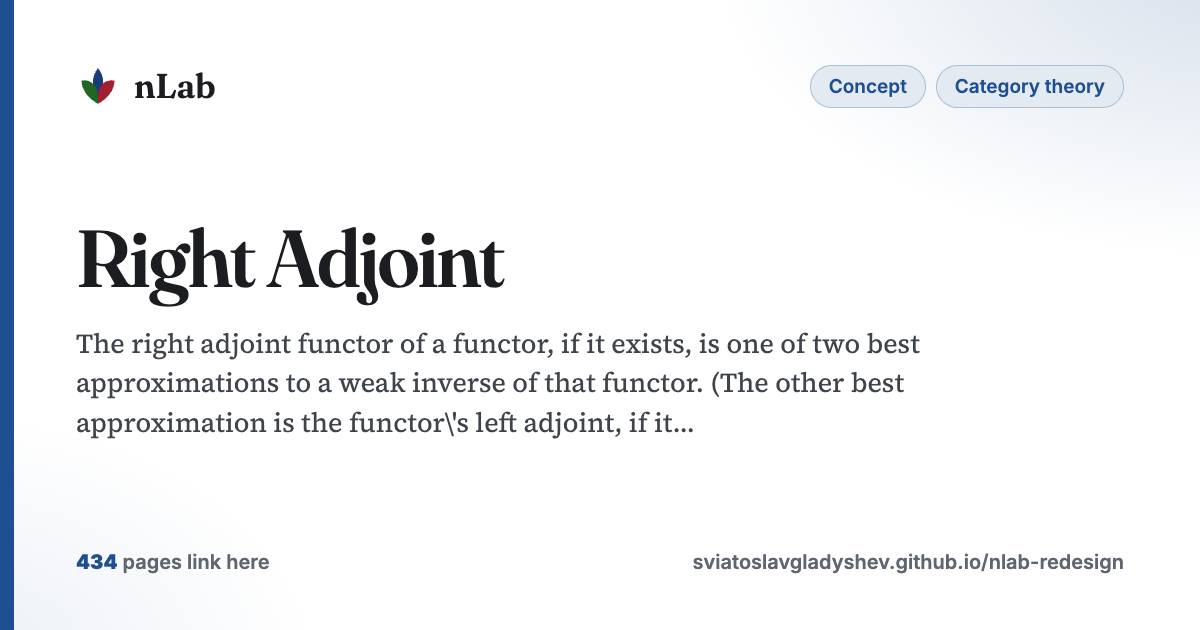 nLab
Concept
Category theory
Right Adjoint
The right adjoint functor of a functor, if it exists, is one of two best
approximations to a weak inverse of that functor. (The other best
approximation is the functor\'s left adjoint, if it...
434 pages link here
sviatoslavgladyshev.github.io/nlab-redesign